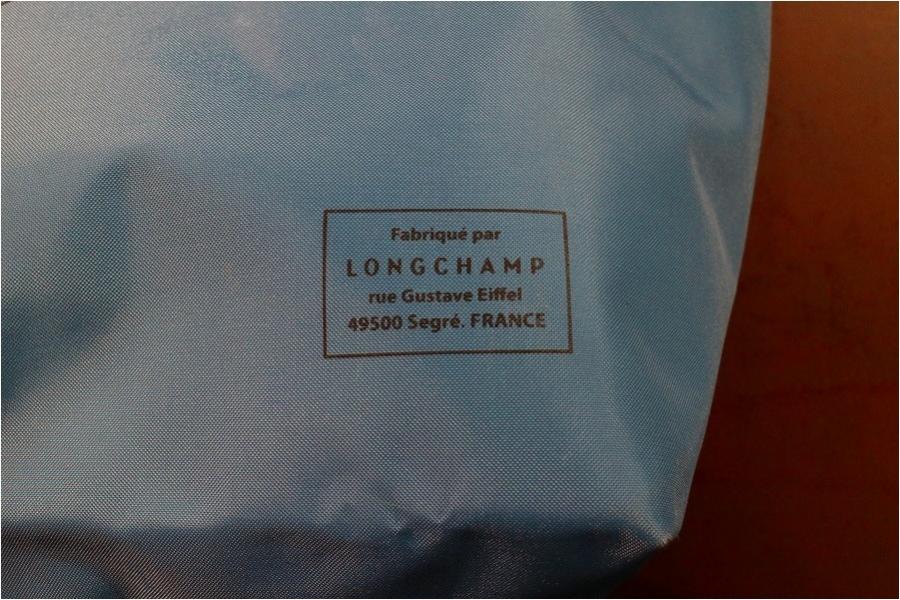 Fabriqué par
LONGCHAMP
rue Gustave Eiffel
49500 Segré. FRANCE